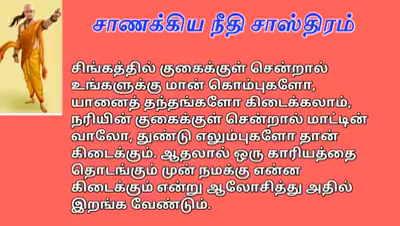 சாணக்கிய நீதி சாஸ்திரம்
சிங்கத்தில் குகைக்குள் சென்றால்
உங்களுக்கு மான் கொம்புகளோ,
யானைத் தந்தங்களோ கிடைக்கலாம்,
நரியின் குகைக்குள் சென்றால் மாட்டின்
வாலோ, துண்டு எலும்புகளோ தான்
கிடைக்கும். ஆதலால் ஒரு காரியத்தை
தொடங்கும் முன் நமக்கு என்ன
கிடைக்கும் என்று ஆலோசித்து அதில்
இறங்க வேண்டும்.